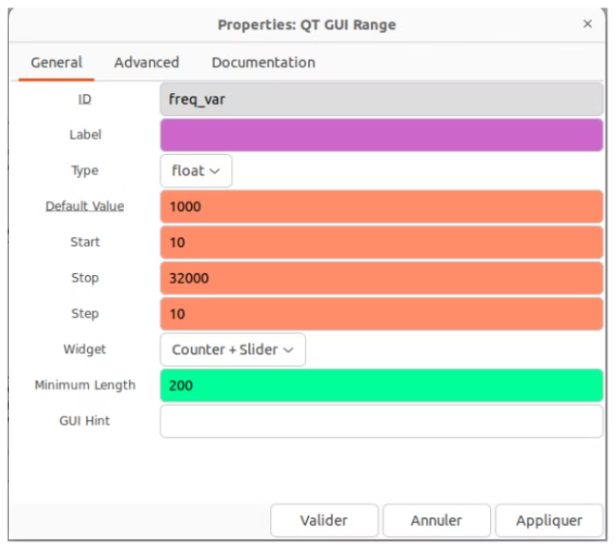 Properties: QT GUI Range ×
General Advanced Documentation
ID freq_var
Label
Type float
Default Value 1000
Start 10
Stop 32000
Step 10
Widget Counter + Slider
Minimum Length 200
GUI Hint
Valider Annuler Appliquer